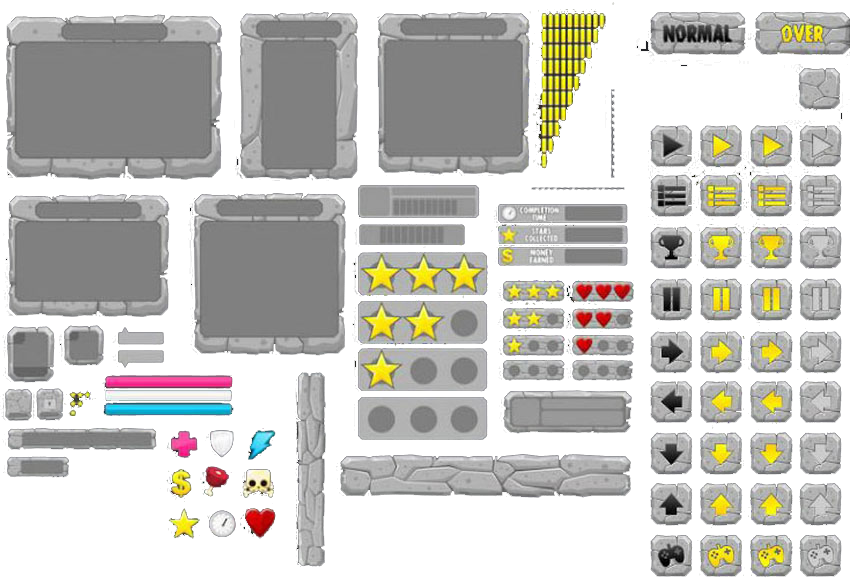 NORMAL
OVER
COMPLETION
TIME
STARS
COLLECTED
MONEY
EARNED